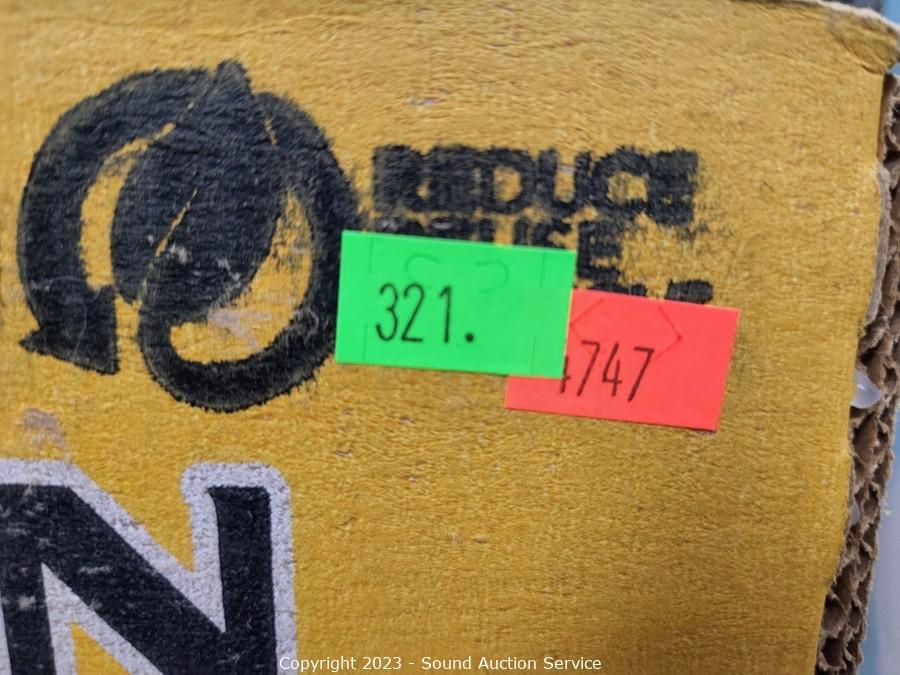 REDUCE
321.
4747
N
Copyright 2023 - Sound Auction Service